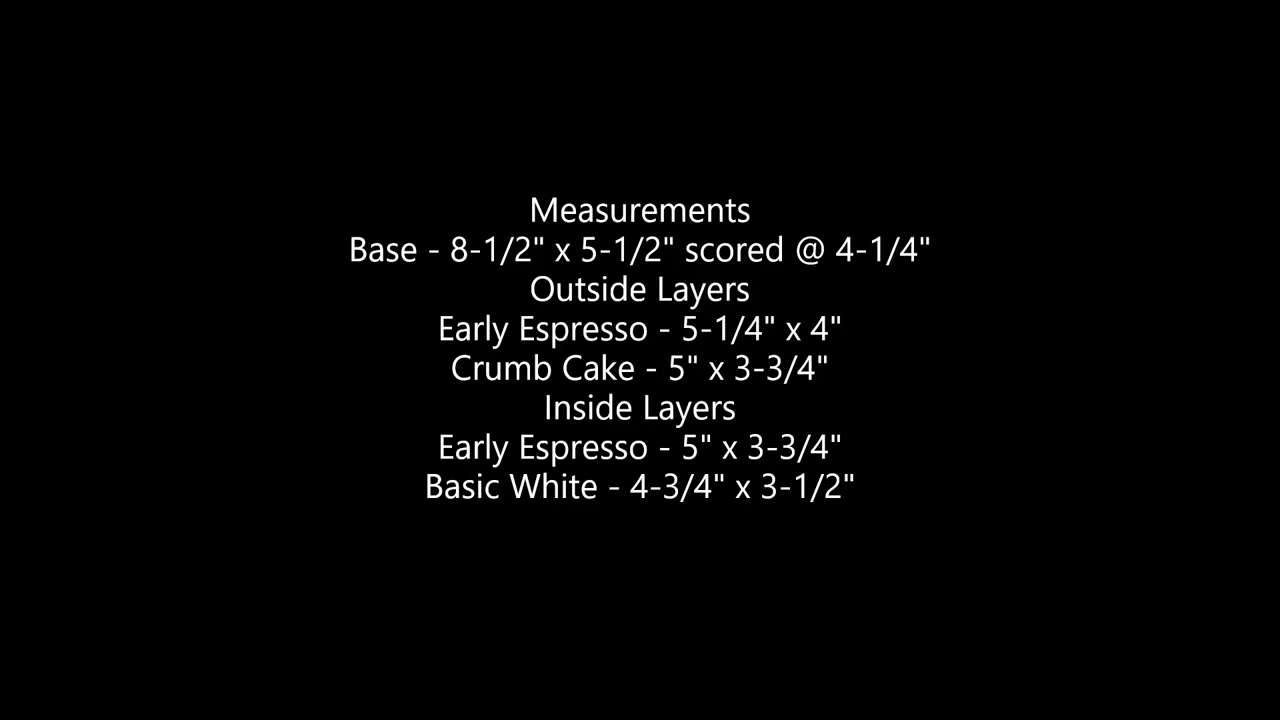 Measurements
Base - 8-1/2" x 5-1/2" scored @ 4-1/4"
Outside Layers
Early Espresso - 5-1/4" x 4"
Crumb Cake - 5" x 3-3/4"
Inside Layers
Early Espresso - 5" x 3-3/4"
Basic White - 4-3/4" x 3-1/2"